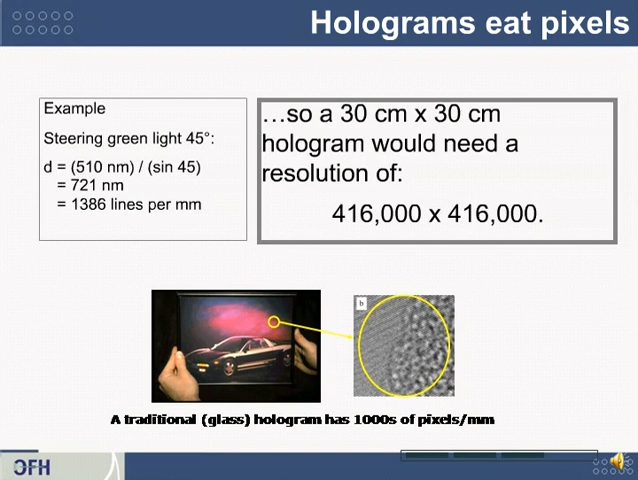 Holograms eat pixels
Example
Steering green light 45°:
d = (510 nm) / (sin 45)
= 721 nm
= 1386 lines per mm
…so a 30 cm x 30 cm
hologram would need a
resolution of:
416,000 x 416,000.
b
A traditional (glass) hologram has 1000s of pixels/mm
OFH